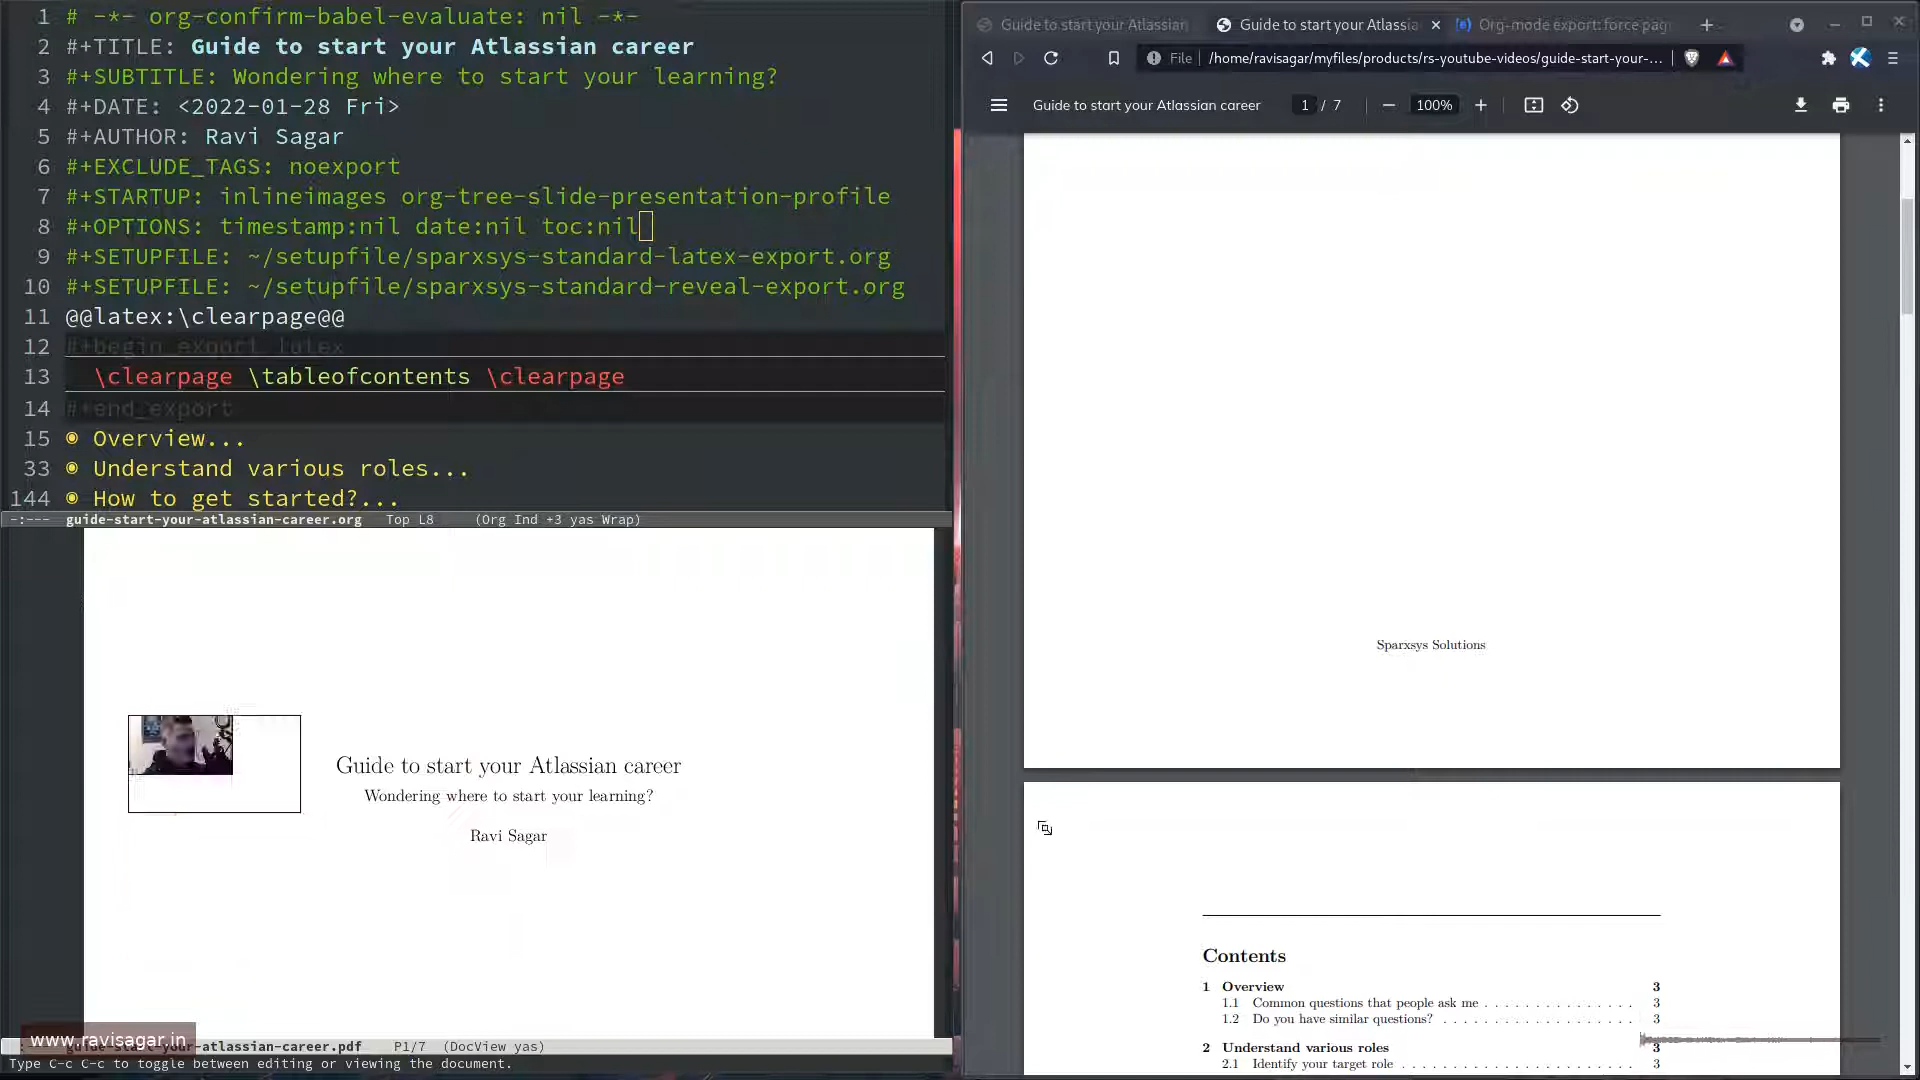 1 # -*- org-confirm-babel-evaluate: nil -*-
2 #+TITLE: Guide to start your Atlassian career
3 #+SUBTITLE: Wondering where to start your learning?
4 #+DATE: <2022-01-28 Fri>
5 #+AUTHOR: Ravi Sagar
6 #+EXCLUDE_TAGS: noexport
7 #+STARTUP: inlineimages org-tree-slide-presentation-profile
8 #+OPTIONS: timestamp:nil date:nil toc:nil
9 #+SETUPFILE: ~/setupfile/sparxsys-standard-latex-export.org
10 #+SETUPFILE: ~/setupfile/sparxsys-standard-reveal-export.org
11 @@latex:\clearpage@@
12 #+begin_export latex
13 \clearpage \tableofcontents \clearpage
14 #+end_export
15 Overview...
33 Understand various roles...
144 How to get started?...
-:--- guide-start-your-atlassian-career.org Top L8 (Org Ind +3 yas Wrap)
Guide to start your Atlassian career
Wondering where to start your learning?
Ravi Sagar
www.ravisagar.in
guide-start-your-atlassian-career.pdf P1/7 (DocView yas)
Type C-c C-c to toggle between editing or viewing the document.
Guide to start your Atlassian
Guide to start your Atlassia
Org-mode export: force pag
File /home/ravisagar/myfiles/products/rs-youtube-videos/guide-start-your-...
Guide to start your Atlassian career 1 / 7 100%
Sparxsys Solutions
Contents
1 Overview 3
1.1 Common questions that people ask me . . . . . . . . . . . . . . . 3
1.2 Do you have similar questions? . . . . . . . . . . . . . . . . . . . 3
2 Understand various roles 3
2.1 Identify your target role . . . . . . . . . . . . . . . . . . . . . . . 3